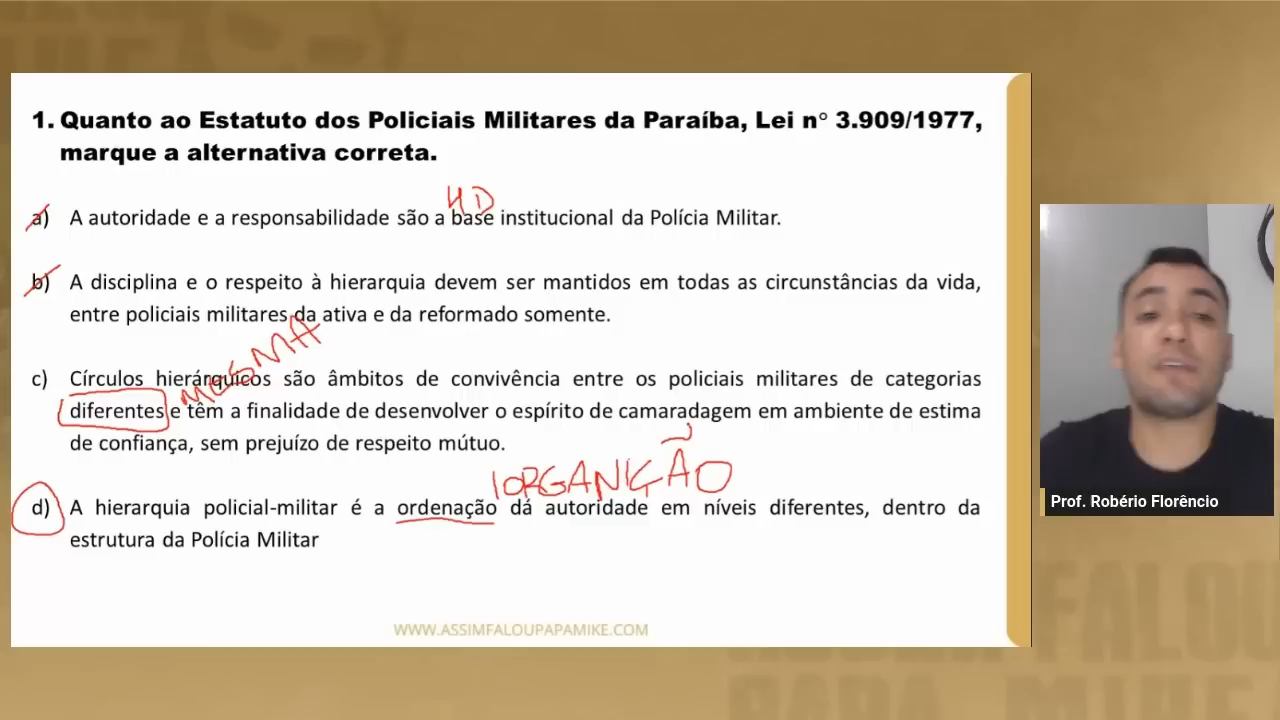 1. Quanto ao Estatuto dos Policiais Militares da Paraíba, Lei nº 3.909/1977,
marque a alternativa correta.
HD
a) A autoridade e a responsabilidade são a base institucional da Polícia Militar.
b) A disciplina e o respeito à hierarquia devem ser mantidos em todas as circunstâncias da vida,
entre policiais militares da ativa e da reformado somente.
MESMA
c) Círculos hierárquicos são âmbitos de convivência entre os policiais militares de categorias
diferentes e têm a finalidade de desenvolver o espírito de camaradagem em ambiente de estima
de confiança, sem prejuízo de respeito mútuo.
d) A hierarquia policial-militar é a ordenação dá autoridade em níveis diferentes, dentro da
estrutura da Polícia Militar
WWW.ASSIMFALOUPAPAMIKE.COM
Prof. Robério Florêncio